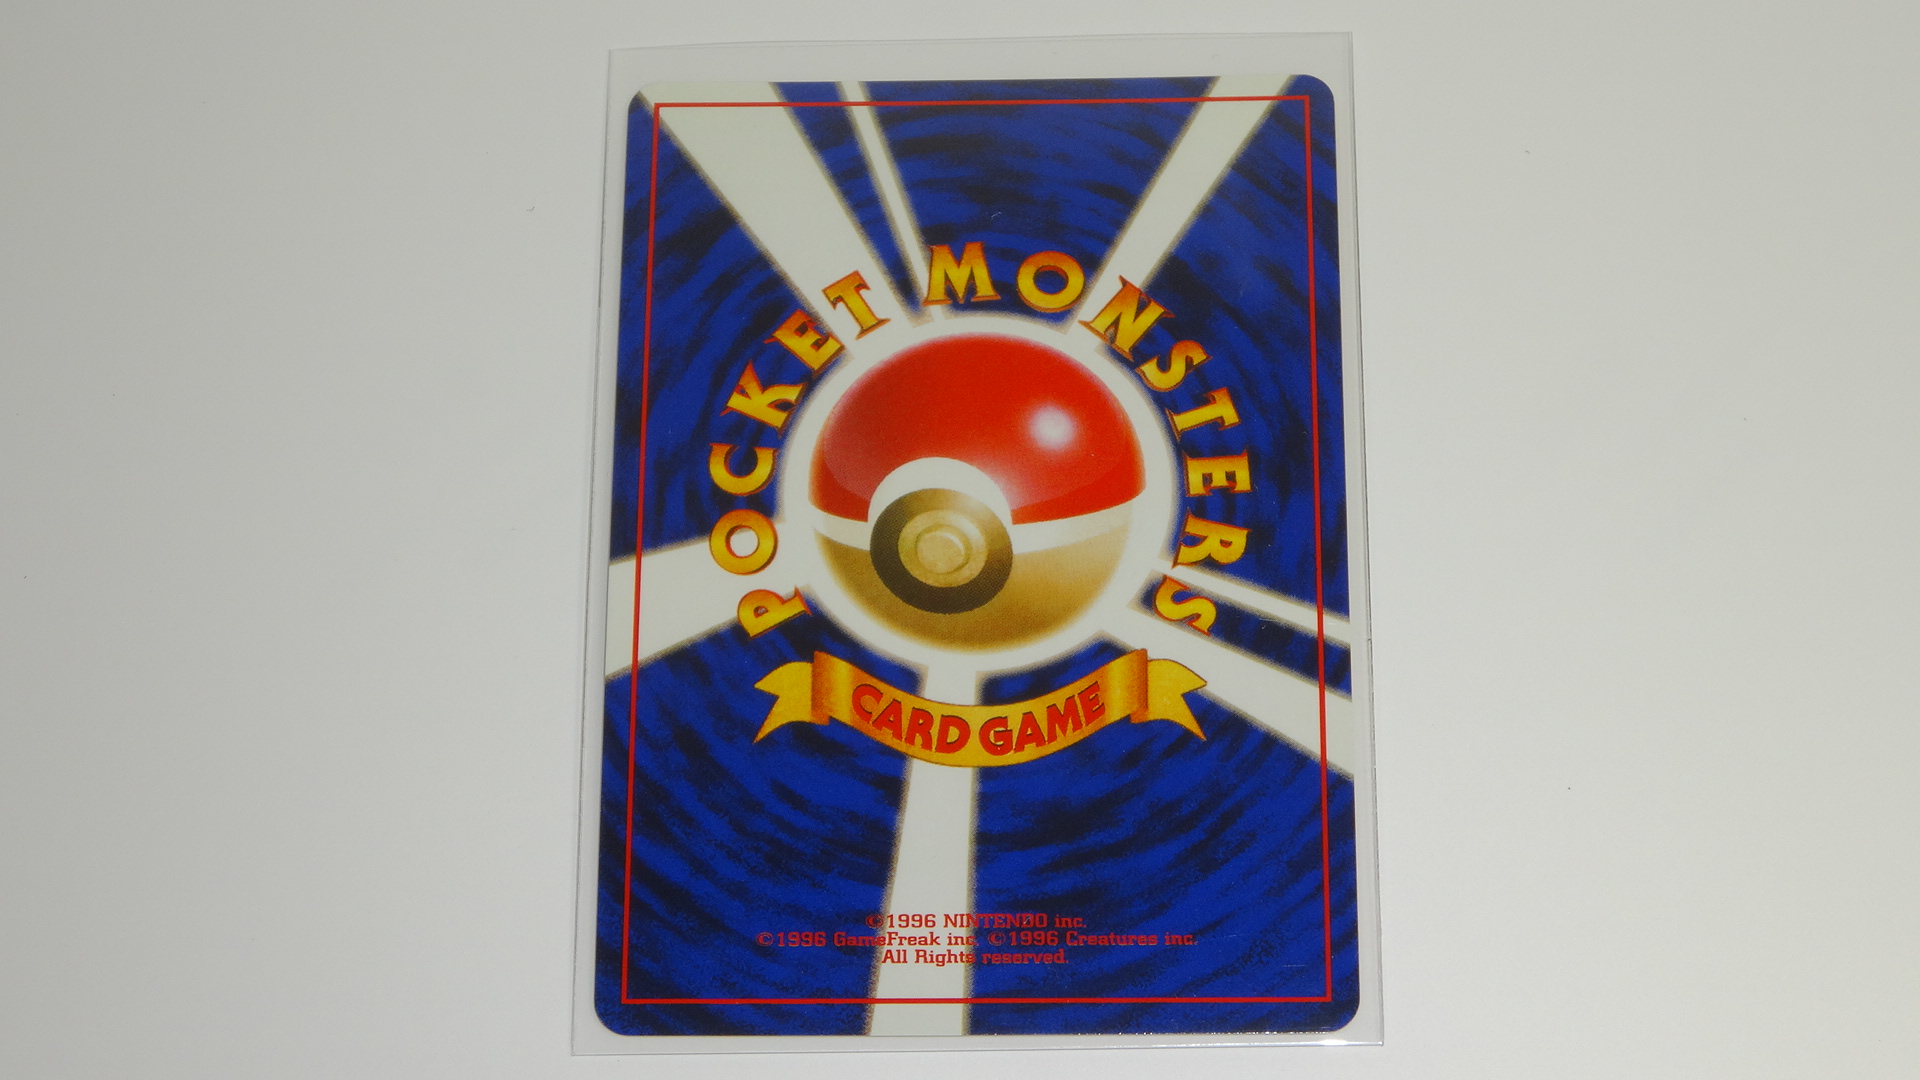 POCKET MONSTERS
CARD GAME
©1996 NINTENDO inc.
©1996 GameFreak inc. ©1996 Creatures inc.
All Rights reserved.